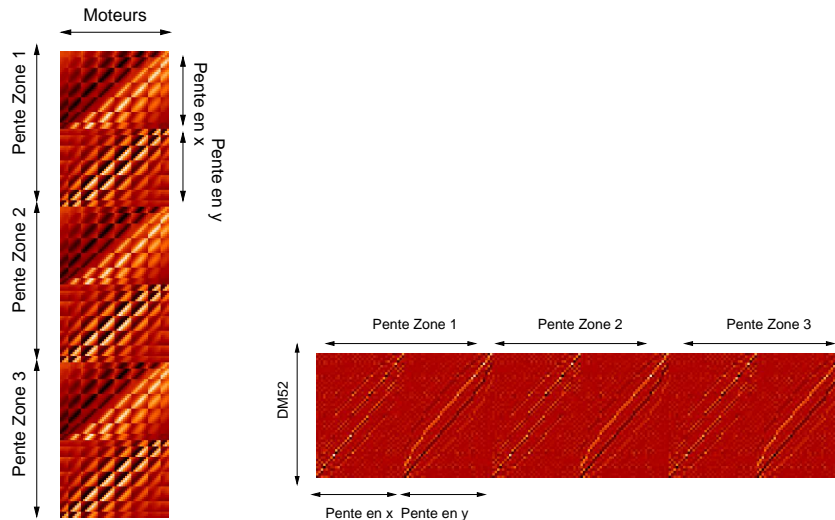 Moteurs
Pente Zone 1
Pente en x
Pente en y
Pente Zone 2
Pente Zone 3
Pente Zone 1
Pente Zone 2
Pente Zone 3
DM52
Pente en x
Pente en y